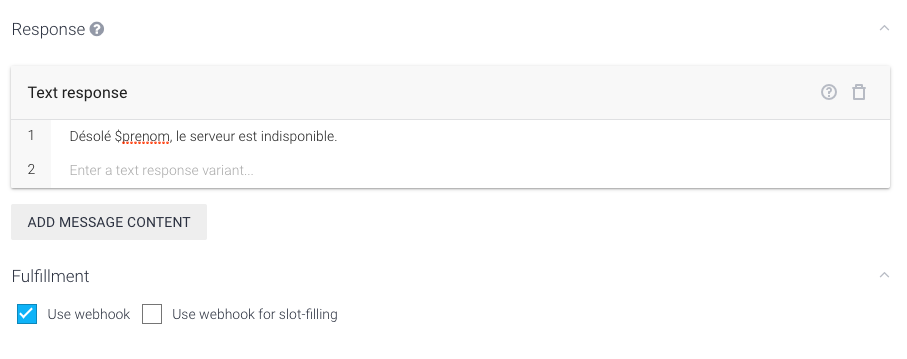 Response ?
Text response ?
1 Désolé $prenom, le serveur est indisponible.
2 Enter a text response variant...
ADD MESSAGE CONTENT
Fulfillment
Use webhook Use webhook for slot-filling